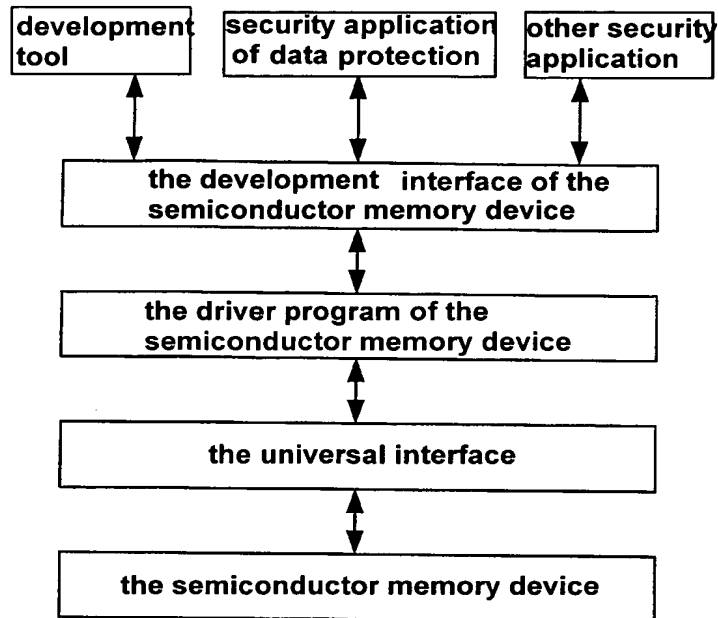 development
tool
security application
of data protection
other security
application
the development interface of the
semiconductor memory device
the driver program of the
semiconductor memory device
the universal interface
the semiconductor memory device